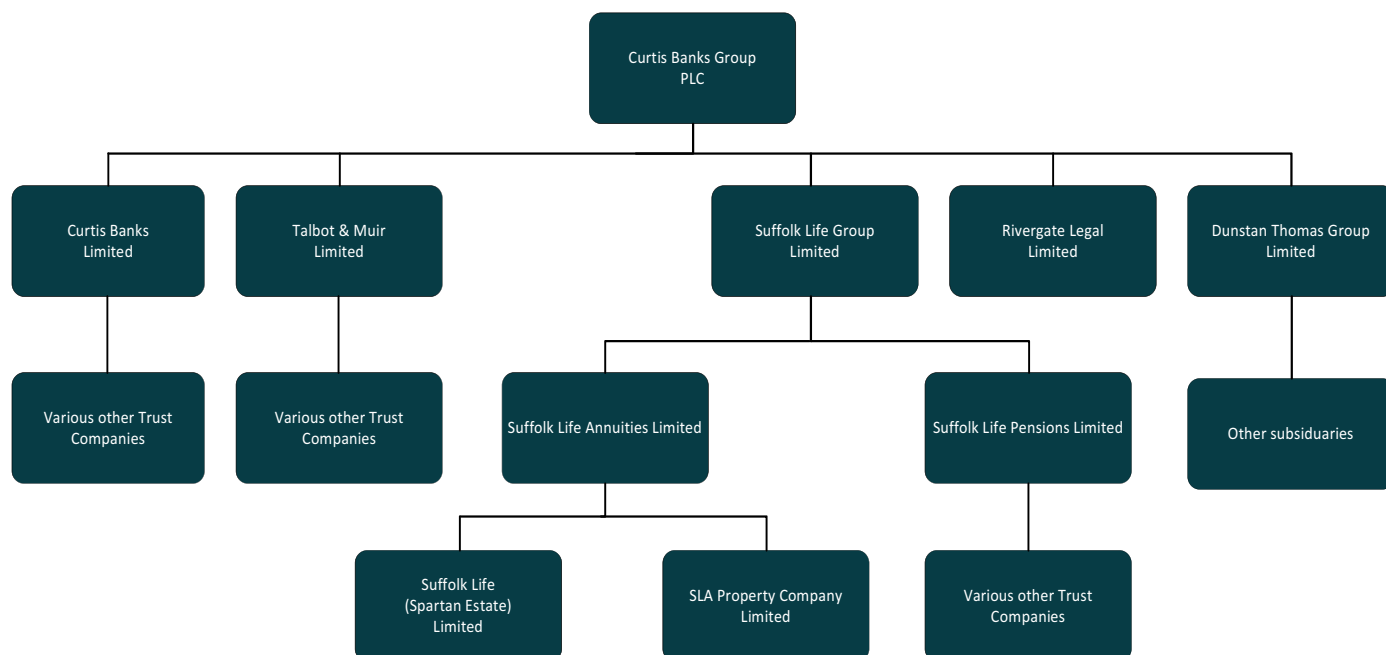 Curtis Banks Group
PLC
Curtis Banks
Limited
Talbot & Muir
Limited
Suffolk Life Group
Limited
Rivergate Legal
Limited
Dunstan Thomas Group
Limited
Various other Trust
Companies
Various other Trust
Companies
Suffolk Life Annuities Limited
Suffolk Life Pensions Limited
Other subsiduaries
Suffolk Life
(Spartan Estate)
Limited
SLA Property Company
Limited
Various other Trust
Companies